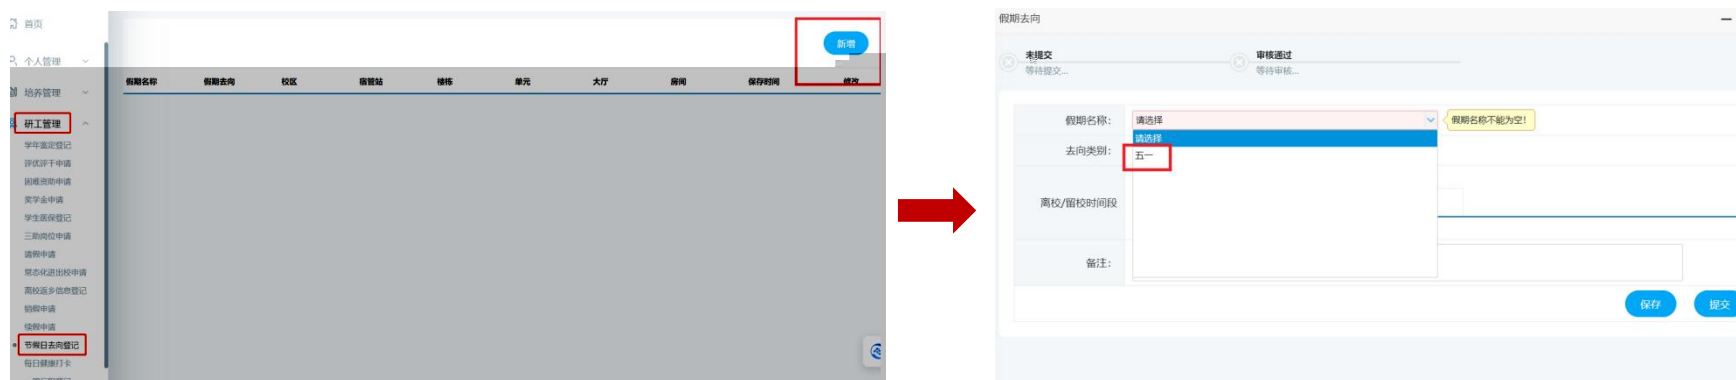 首页
个人管理
培养管理
研工管理
学年鉴定登记
评优评干申请
困难资助申请
奖学金申请
学生医保登记
三助岗位申请
请假申请
常态化进出校申请
离校返乡信息登记
销假申请
续假申请
节假日去向登记
每日健康打卡
新增
假期名称 假期去向 校区 宿管站 楼栋 单元 大厅 房间 保存时间 修改
假期去向
未提交
等待提交...
审核通过
等待审核...
假期名称: 请选择 假期名称不能为空!
请选择
去向类别:
五一
离校/留校时间段
备注:
保存 提交